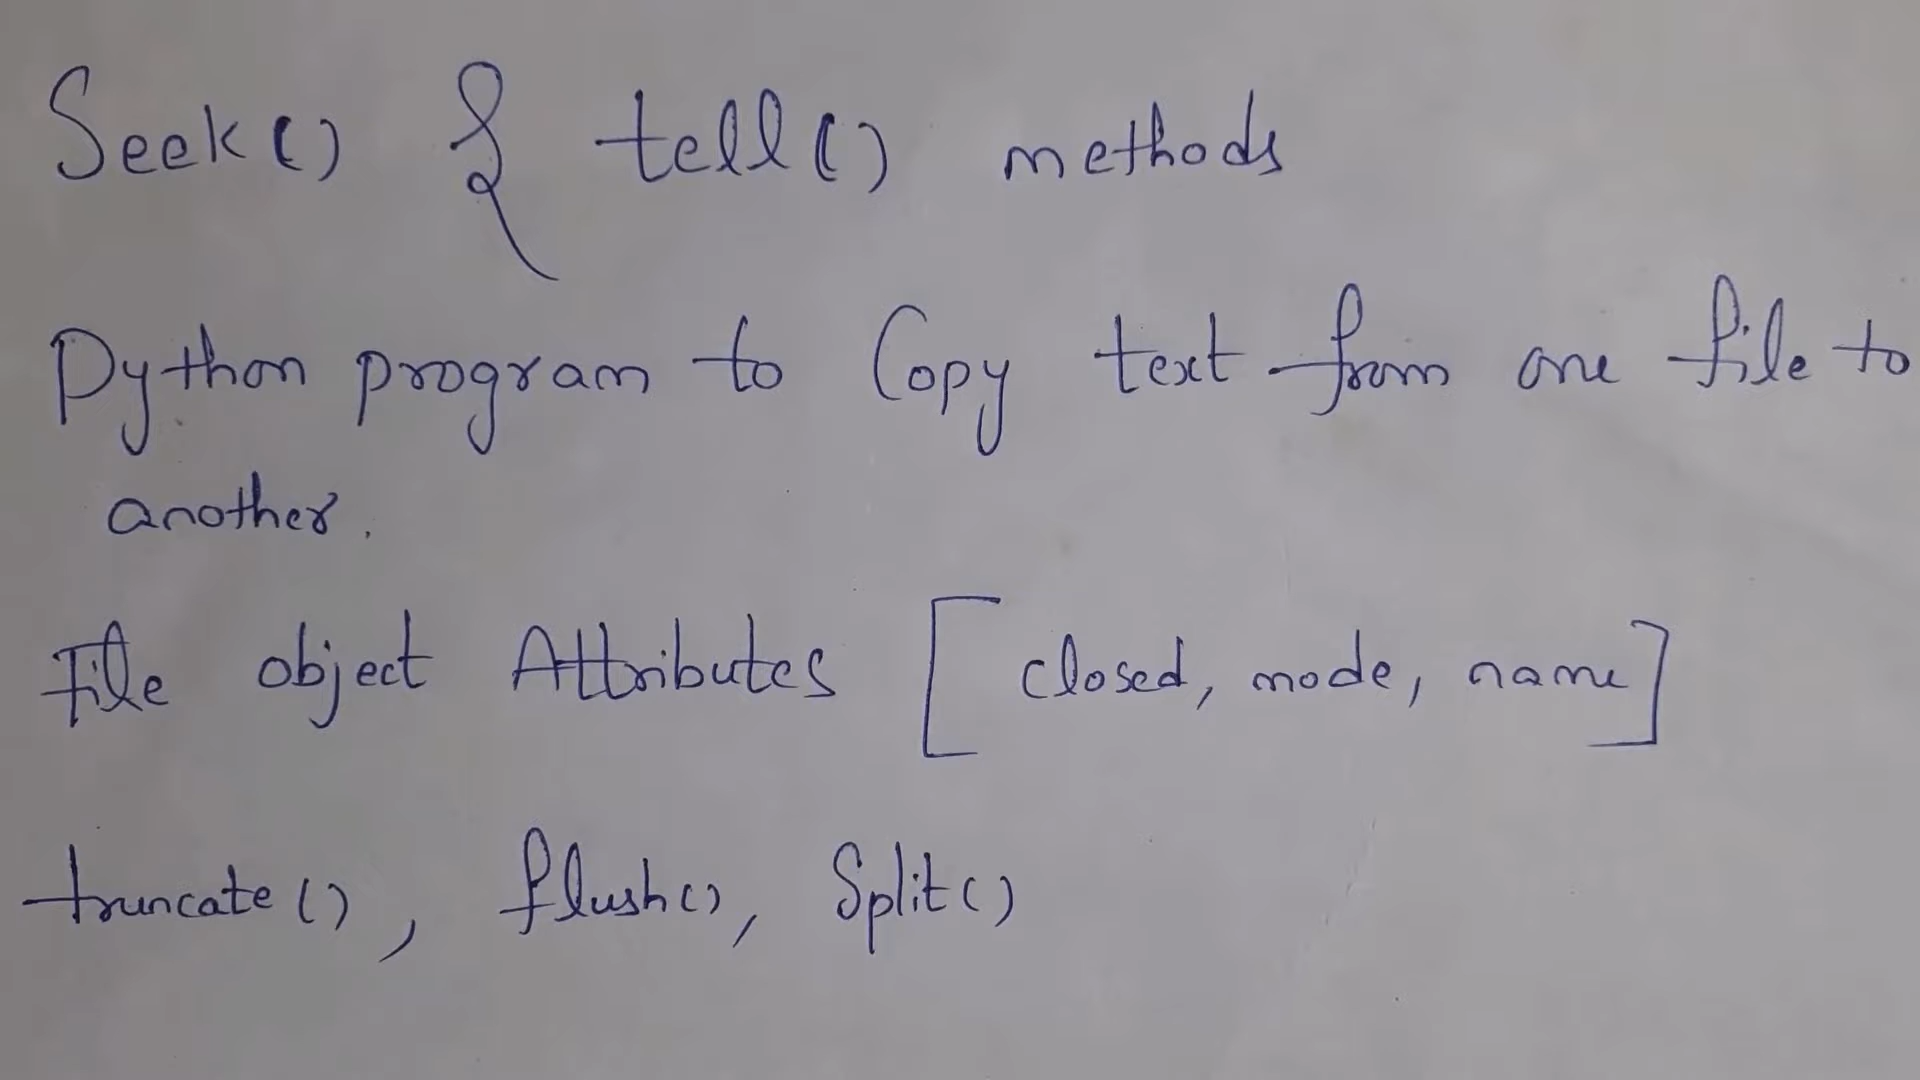 Seek() & tell() methods
Python program to Copy text from one file to
another.
File object Attributes [closed, mode, name]
truncate(), flush(), Split()